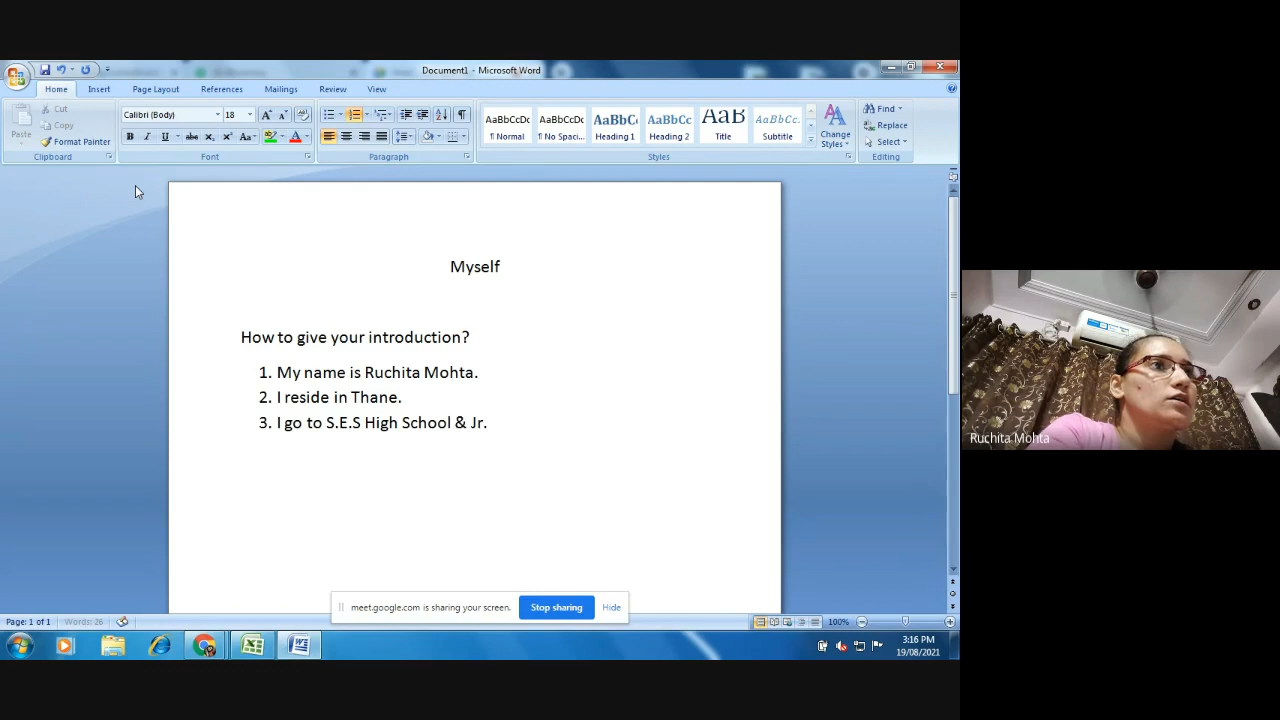 Document1 - Microsoft Word
Home Insert Page Layout References Mailings Review View
Paste
Cut
Copy
Format Painter
Clipboard
Calibri (Body) 18
Font
Paragraph
AaBbCcDc AaBbCcDc AaBbC AaBbCc AaB AaBbCc.
¶ Normal ¶ No Spaci... Heading 1 Heading 2 Title Subtitle
Change Styles
Styles
Find
Replace
Select
Editing
Myself
How to give your introduction?
1. My name is Ruchita Mohta.
2. I reside in Thane.
3. I go to S.E.S High School & Jr.
meet.google.com is sharing your screen. Stop sharing Hide
Page: 1 of 1 Words: 26 100%
3:16 PM
19/08/2021
Ruchita Mohta